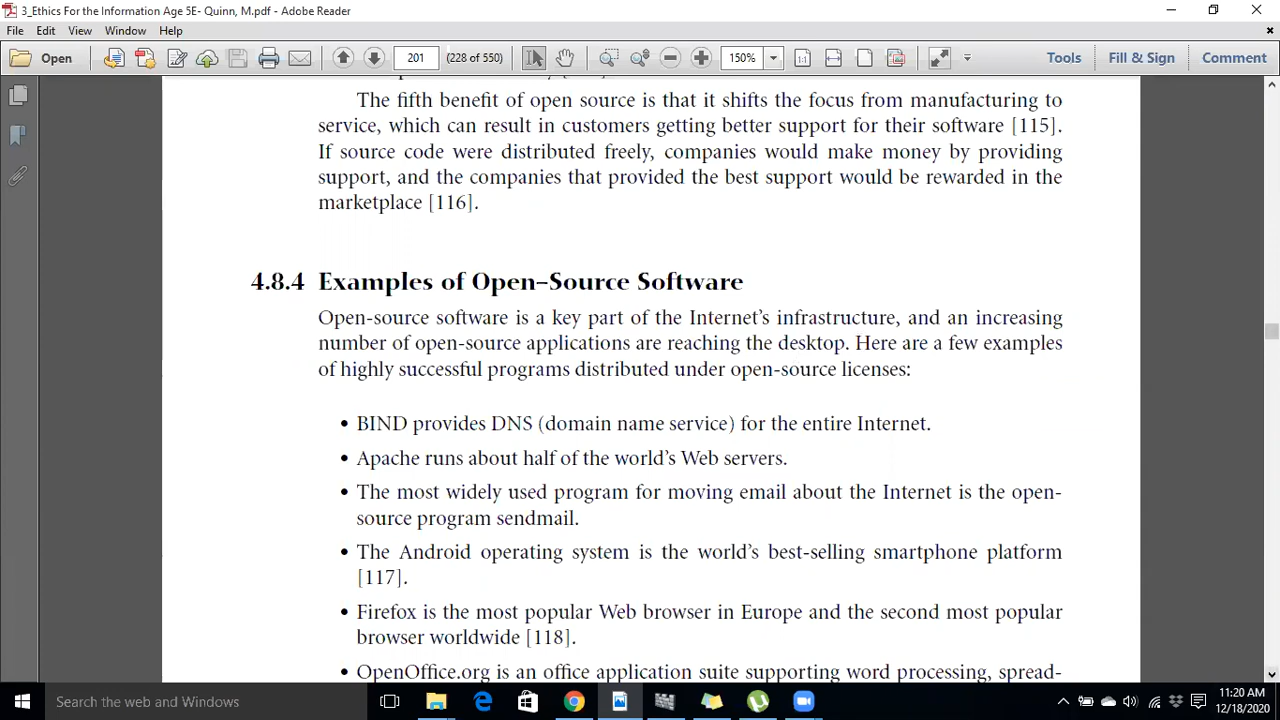 3_Ethics For the Information Age 5E- Quinn, M.pdf - Adobe Reader
File Edit View Window Help
Open 201 (228 of 550) 150% Tools Fill & Sign Comment
The fifth benefit of open source is that it shifts the focus from manufacturing to
service, which can result in customers getting better support for their software [115].
If source code were distributed freely, companies would make money by providing
support, and the companies that provided the best support would be rewarded in the
marketplace [116].
4.8.4 Examples of Open–Source Software
Open-source software is a key part of the Internet's infrastructure, and an increasing
number of open-source applications are reaching the desktop. Here are a few examples
of highly successful programs distributed under open-source licenses:
• BIND provides DNS (domain name service) for the entire Internet.
• Apache runs about half of the world's Web servers.
• The most widely used program for moving email about the Internet is the open-
source program sendmail.
• The Android operating system is the world's best-selling smartphone platform
[117].
• Firefox is the most popular Web browser in Europe and the second most popular
browser worldwide [118].
• OpenOffice.org is an office application suite supporting word processing, spread-
Search the web and Windows
11:20 AM
12/18/2020